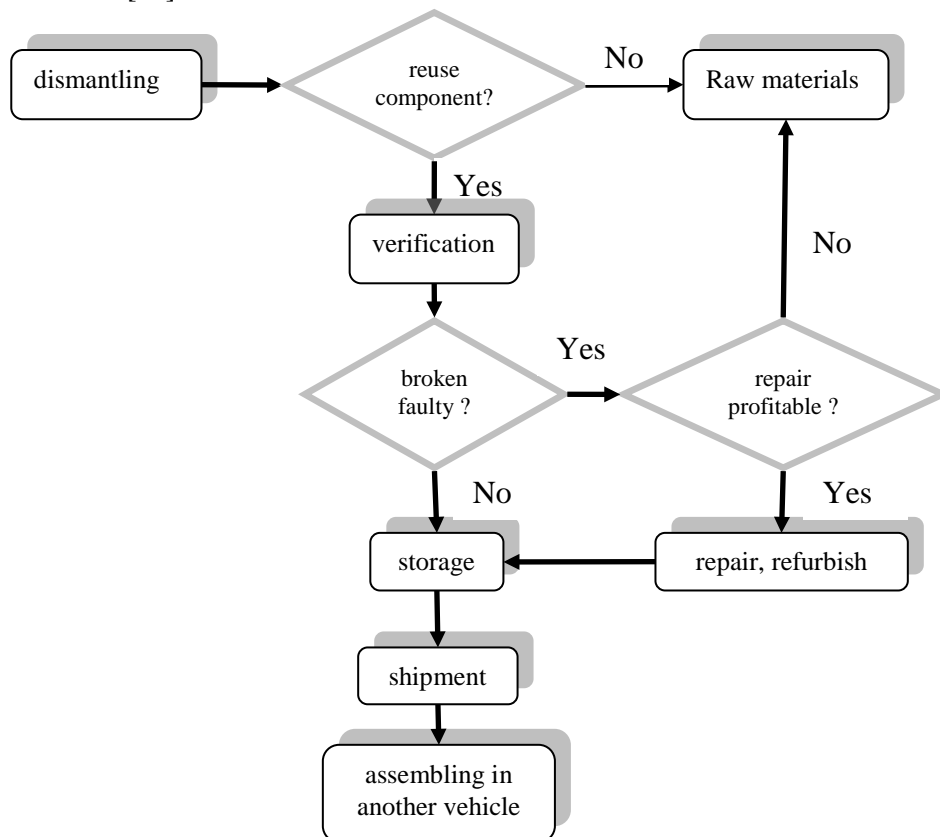 dismantling
reuse
component?
No
Raw materials
Yes
verification
No
broken
faulty ?
Yes
repair
profitable ?
No
Yes
storage
repair, refurbish
shipment
assembling in
another vehicle